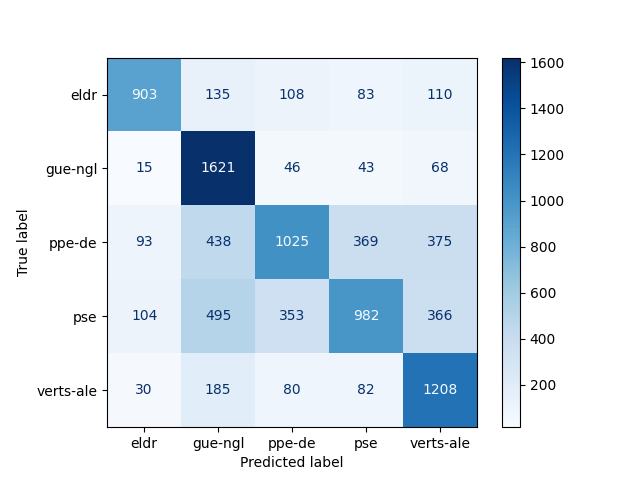 eldr 903 135 108 83 110
gue-ngl 15 1621 46 43 68
ppe-de 93 438 1025 369 375
pse 104 495 353 982 366
verts-ale 30 185 80 82 1208
eldr gue-ngl ppe-de pse verts-ale
Predicted label
True label
1600
1400
1200
1000
800
600
400
200